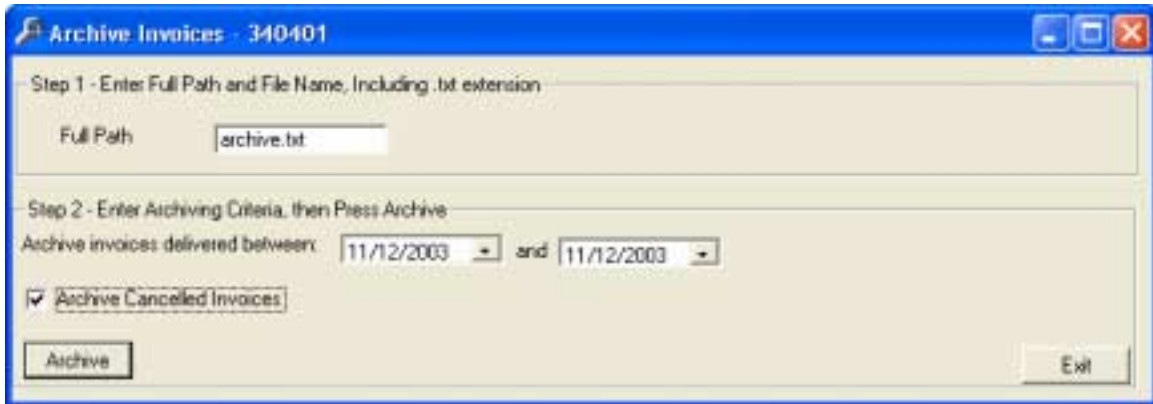 Archive Invoices - 340401
Step 1 - Enter Full Path and File Name, Including .txt extension
Full Path archive.txt
Step 2 - Enter Archiving Criteria, then Press Archive
Archive invoices delivered between: 11/12/2003 and 11/12/2003
Archive Cancelled Invoices
Archive Exit